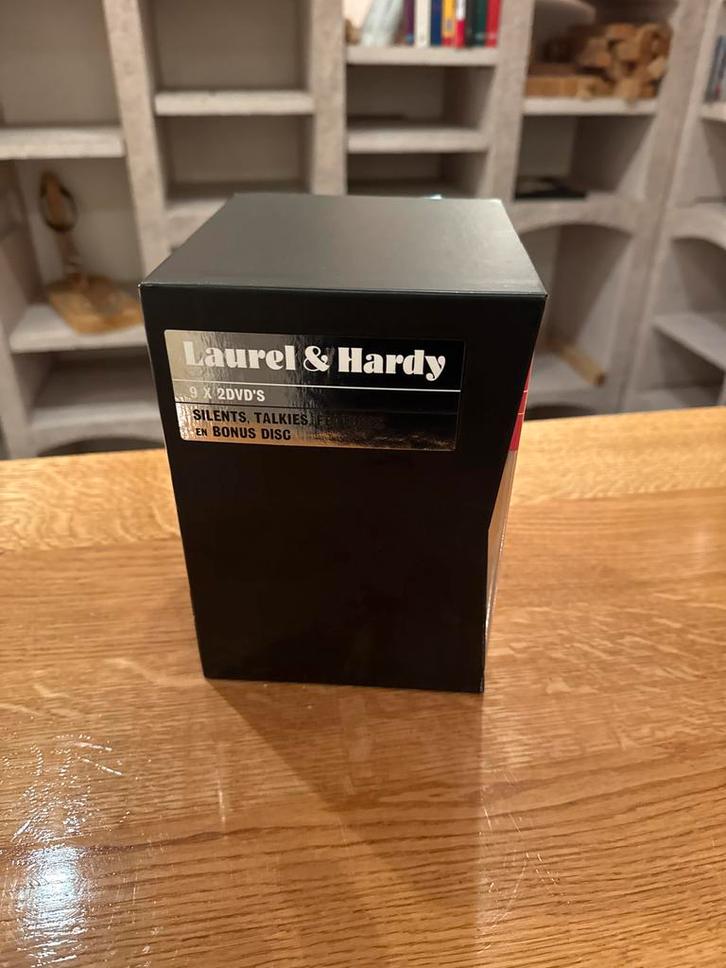 Laurel & Hardy
9 X 2DVD'S
SILENTS, TALKIES,
EN BONUS DISC